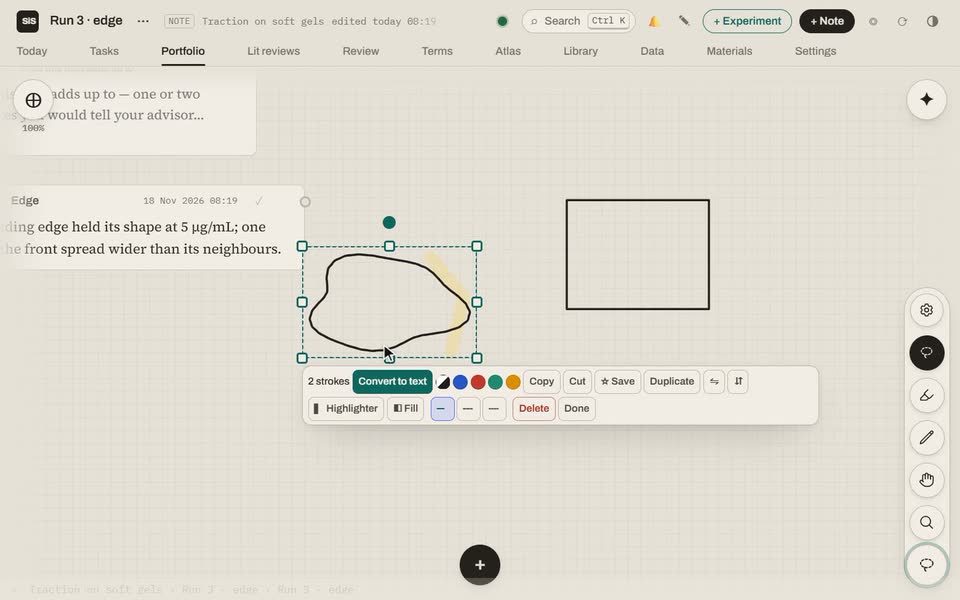 sis Run 3 · edge ··· NOTE Traction on soft gels edited today 08:19 Search Ctrl K + Experiment + Note
Today Tasks Portfolio Lit reviews Review Terms Atlas Library Data Materials Settings
adds up to — one or two
would tell your advisor...
100%
Edge 18 Nov 2026 08:19 ✓
ding edge held its shape at 5 µg/mL; one
he front spread wider than its neighbours.
2 strokes Convert to text Copy Cut ☆ Save Duplicate
Highlighter Fill Delete Done
+
Traction on soft gels › Run 3 · edge › Run 3 · edge